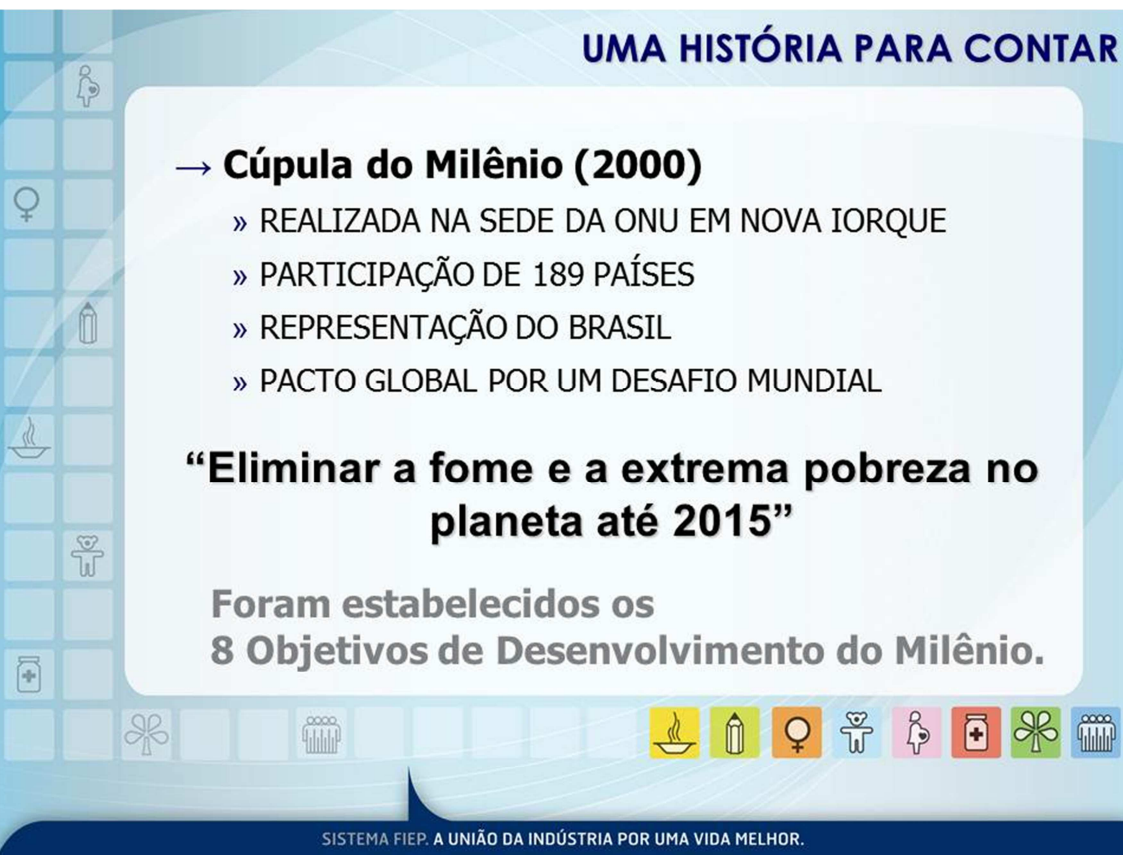 UMA HISTÓRIA PARA CONTAR
→ Cúpula do Milênio (2000)
» REALIZADA NA SEDE DA ONU EM NOVA IORQUE
» PARTICIPAÇÃO DE 189 PAÍSES
» REPRESENTAÇÃO DO BRASIL
» PACTO GLOBAL POR UM DESAFIO MUNDIAL
“Eliminar a fome e a extrema pobreza no
planeta até 2015”
Foram estabelecidos os
8 Objetivos de Desenvolvimento do Milênio.
SISTEMA FIEP. A UNIÃO DA INDÚSTRIA POR UMA VIDA MELHOR.